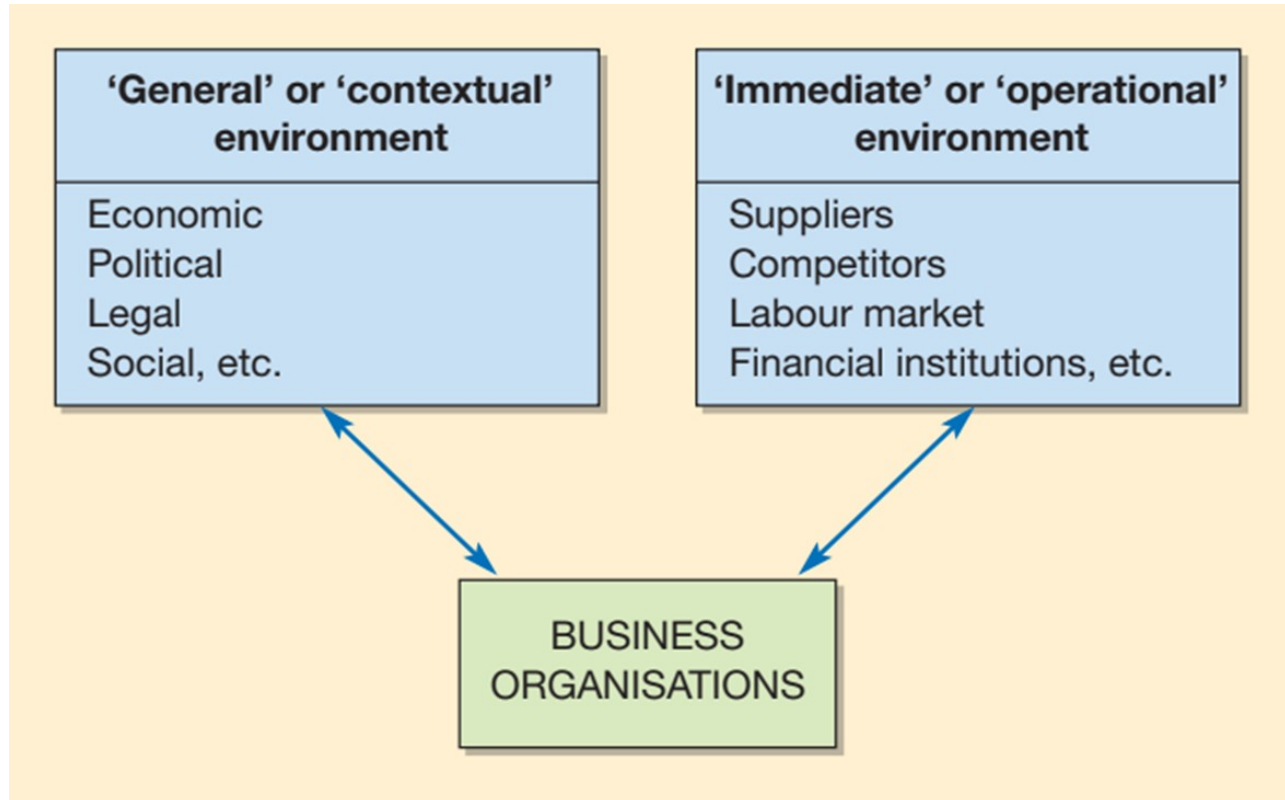 ‘General’ or ‘contextual’
environment
Economic
Political
Legal
Social, etc.
‘Immediate’ or ‘operational’
environment
Suppliers
Competitors
Labour market
Financial institutions, etc.
BUSINESS
ORGANISATIONS